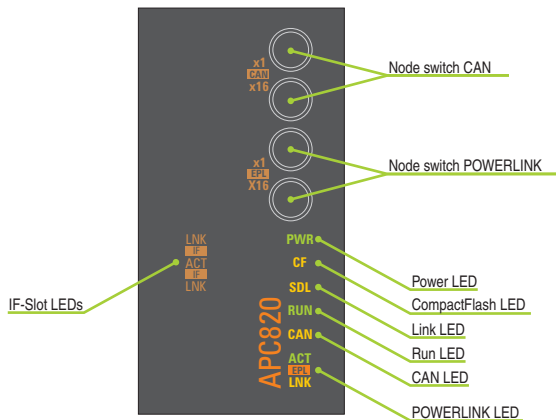 x1
CAN
x16
Node switch CAN
x1
EPL
X16
Node switch POWERLINK
LNK
IF
ACT
IF
LNK
IF-Slot LEDs
PWR
CF
SDL
RUN
CAN
ACT
EPL
LNK
APC820
Power LED
CompactFlash LED
Link LED
Run LED
CAN LED
POWERLINK LED